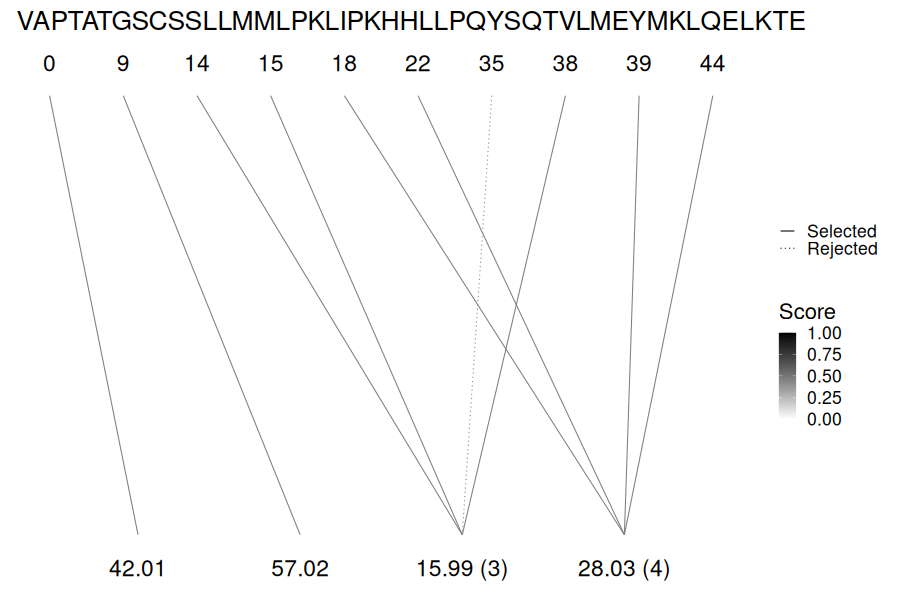 VAPTATGSCSSLLMMLPKLIPKHHLLPQYSQTVLMEYMKLQELKTE
0 9 14 15 18 22 35 38 39 44
Selected
Rejected
Score
1.00
0.75
0.50
0.25
0.00
42.01 57.02 15.99 (3) 28.03 (4)